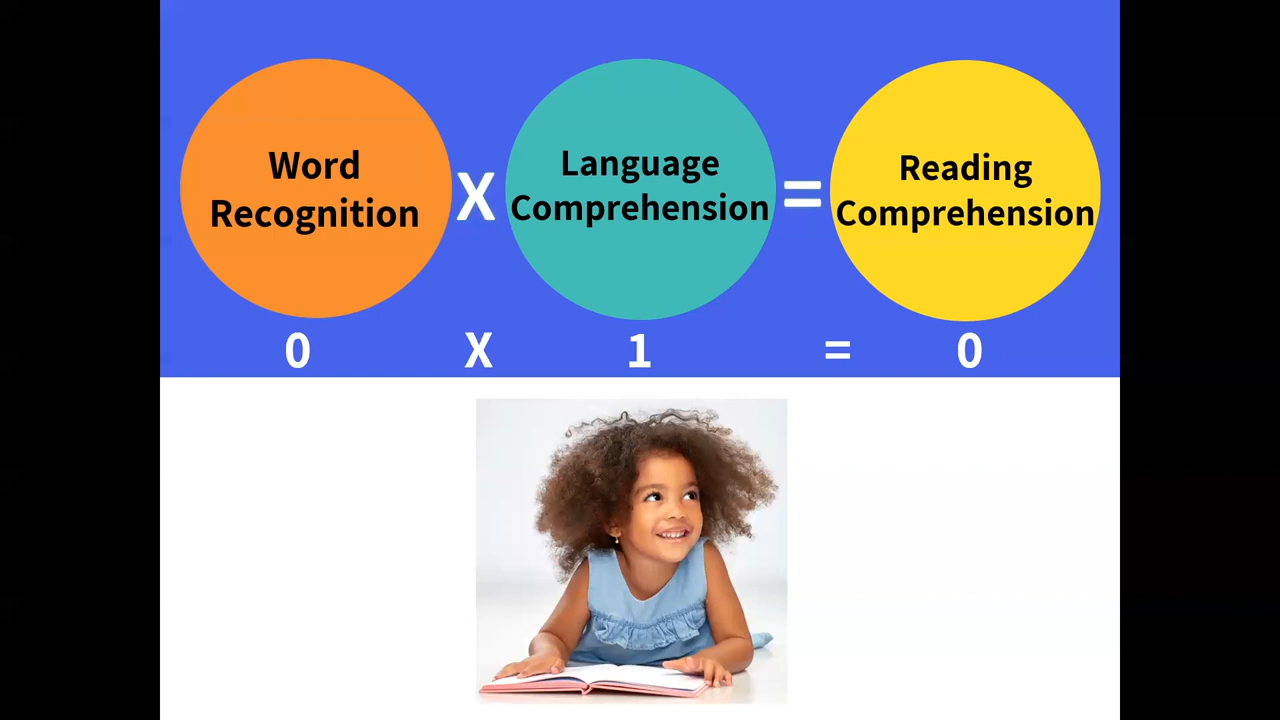 Word
Recognition
X
Language
Comprehension
=
Reading
Comprehension
0 X 1 = 0